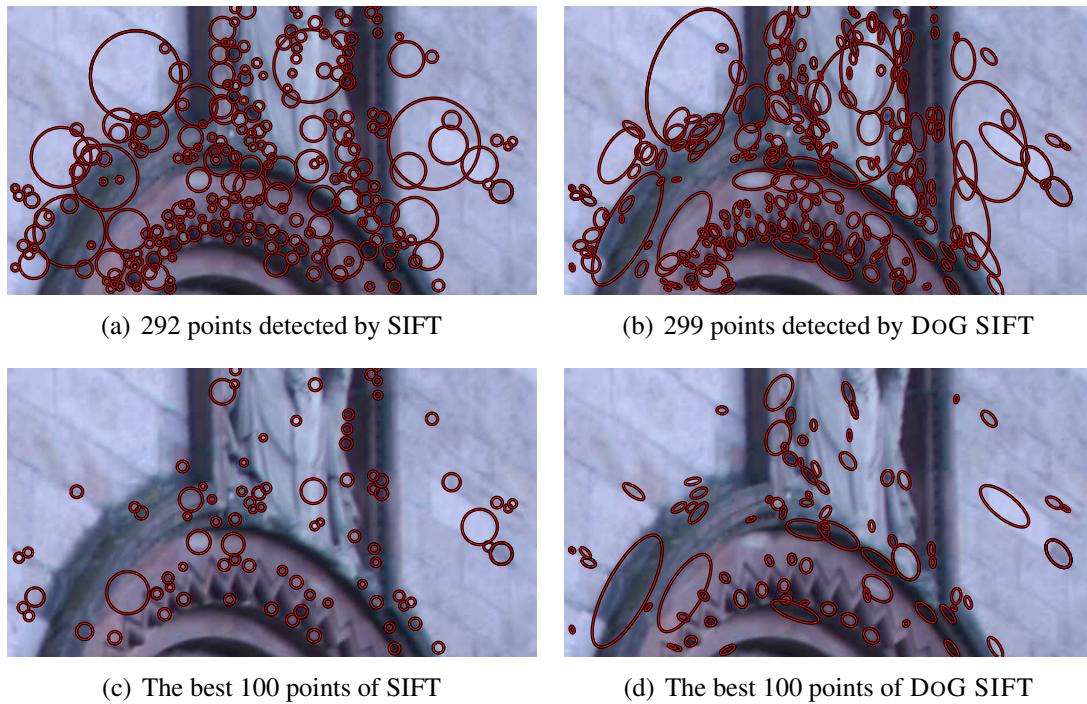 (a) 292 points detected by SIFT
(b) 299 points detected by DOG SIFT
(c) The best 100 points of SIFT
(d) The best 100 points of DOG SIFT